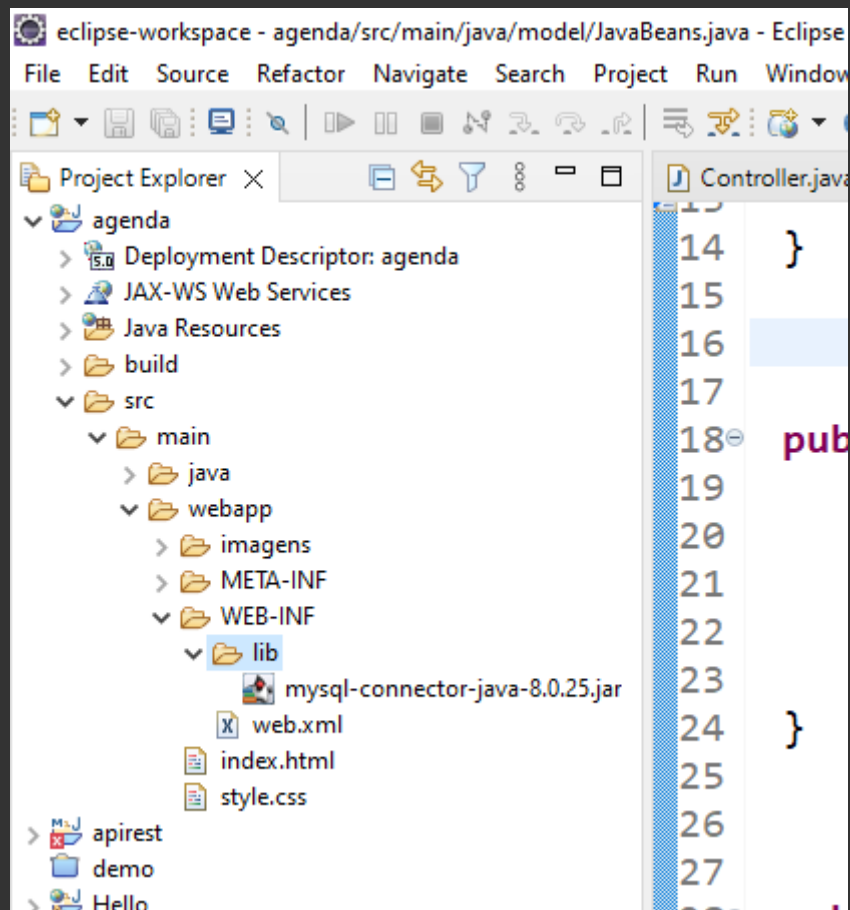 eclipse-workspace - agenda/src/main/java/model/JavaBeans.java - Eclipse
File Edit Source Refactor Navigate Search Project Run Window
Project Explorer
Controller.java
agenda
Deployment Descriptor: agenda
JAX-WS Web Services
Java Resources
build
src
main
java
webapp
imagens
META-INF
WEB-INF
lib
mysql-connector-java-8.0.25.jar
web.xml
index.html
style.css
apirest
demo
Hello
14 }
15
16
17
18 pub
19
20
21
22
23
24 }
25
26
27